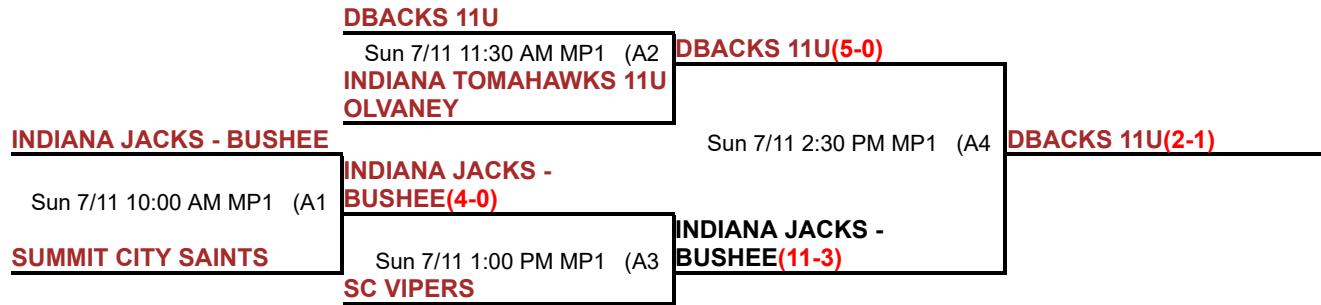 DBACKS 11U
Sun 7/11 11:30 AM MP1 (A2
DBACKS 11U(5-0)
INDIANA TOMAHAWKS 11U
OLVANEY
INDIANA JACKS - BUSHEE
Sun 7/11 2:30 PM MP1 (A4
DBACKS 11U(2-1)
INDIANA JACKS -
BUSHEE(4-0)
Sun 7/11 10:00 AM MP1 (A1
INDIANA JACKS -
BUSHEE(11-3)
SUMMIT CITY SAINTS
Sun 7/11 1:00 PM MP1 (A3
SC VIPERS